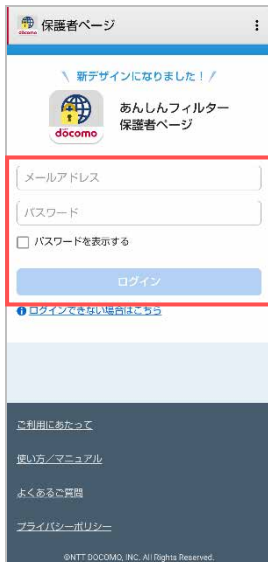 保護者ページ
\ 新デザインになりました！ /
docomo
あんしんフィルター
保護者ページ
メールアドレス
パスワード
パスワードを表示する
ログイン
ログインできない場合はこちら
ご利用にあたって
使い方／マニュアル
よくあるご質問
プライバシーポリシー
©NTT DOCOMO, INC. All Rights Reserved.